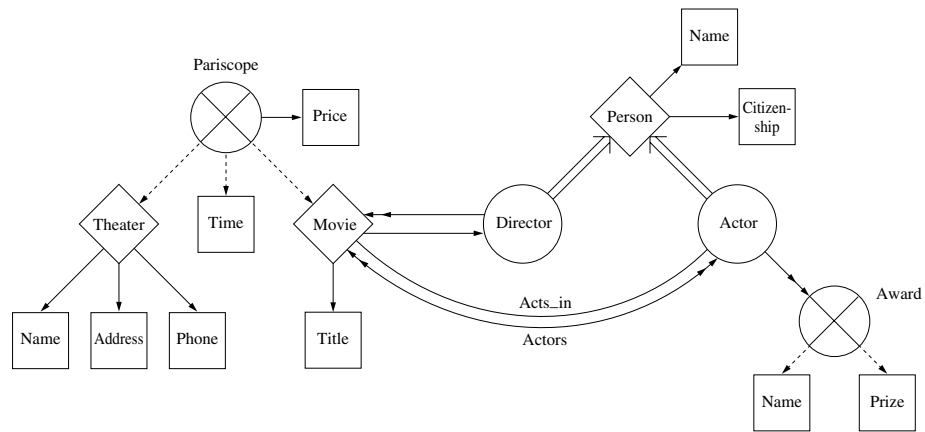 Name
Pariscope
Price
Person
Citizen-
ship
Theater
Time
Movie
Director
Actor
Acts_in
Award
Name
Address
Phone
Title
Actors
Name
Prize